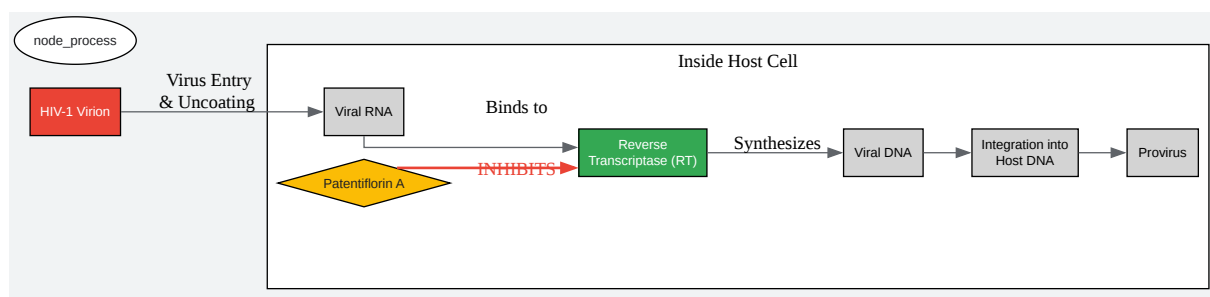 node_process
Inside Host Cell
HIV-1 Virion
Virus Entry
& Uncoating
Viral RNA
Binds to
Reverse
Transcriptase (RT)
Synthesizes
Viral DNA
Integration into
Host DNA
Provirus
Patentiflorin A
INHIBITS